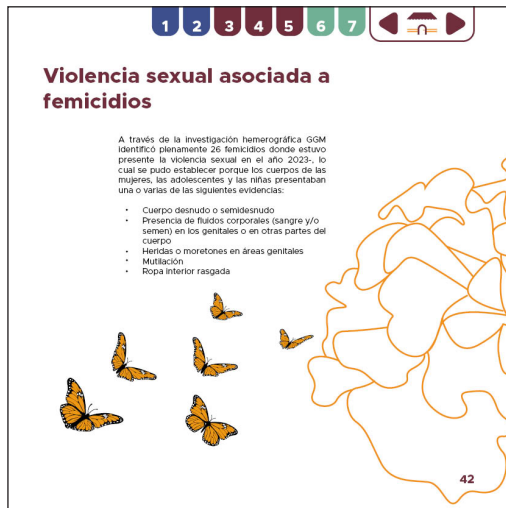 1 2 3 4 5 6 7
Violencia sexual asociada a
femicidios
A través de la investigación hemerográfica GGM
identificó plenamente 26 femicidios donde estuvo
presente la violencia sexual en el año 2023-, lo
cual se pudo establecer porque los cuerpos de las
mujeres, las adolescentes y las niñas presentaban
una o varias de las siguientes evidencias:
• Cuerpo desnudo o semidesnudo
• Presencia de fluidos corporales (sangre y/o
semen) en los genitales o en otras partes del
cuerpo
• Heridas o moretones en áreas genitales
• Mutilación
• Ropa interior rasgada
42